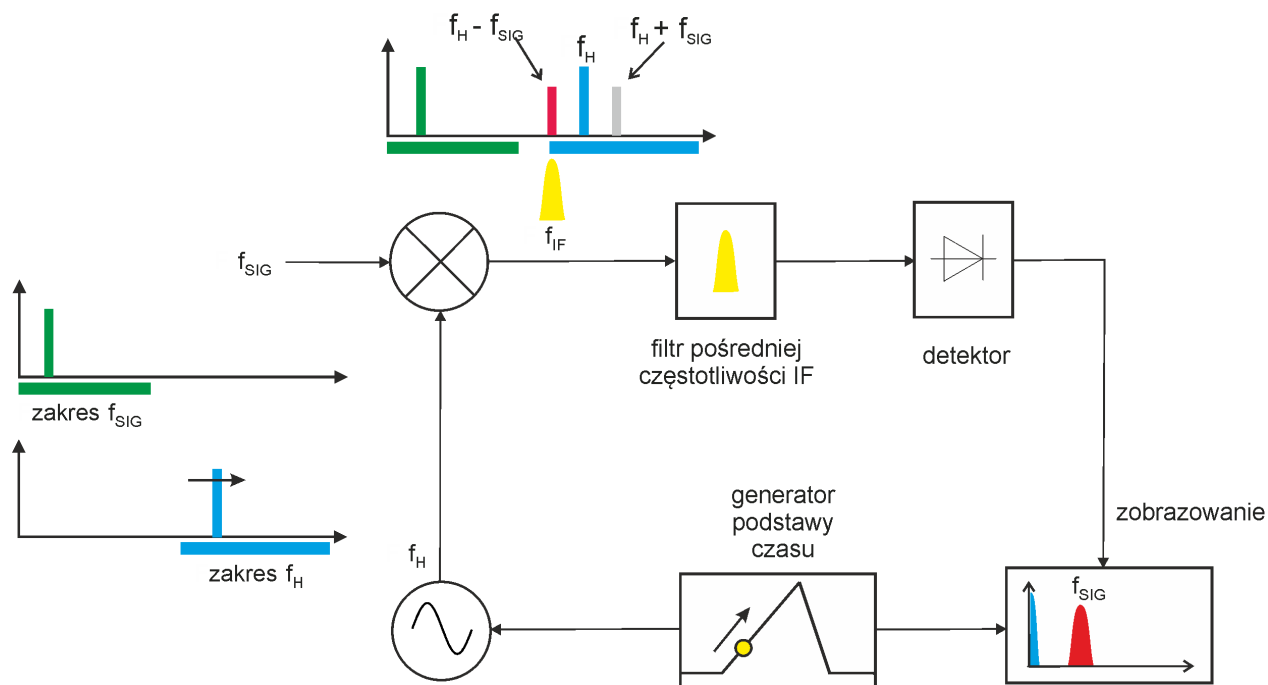 f_H - f_SIG
f_H
f_H + f_SIG
f_IF
f_SIG
filtr pośredniej
częstotliwości IF
detektor
zakres f_SIG
zakres f_H
f_H
generator
podstawy
czasu
zobrazowanie
f_SIG